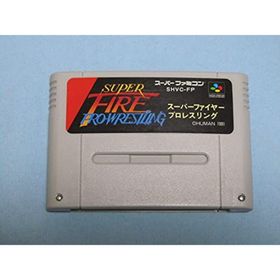 SUPER
FIRE
PROWRESTLING
スーパーファミコン
SHVC-FP
スーパーファイヤー
プロレスリング
©HUMAN 1991